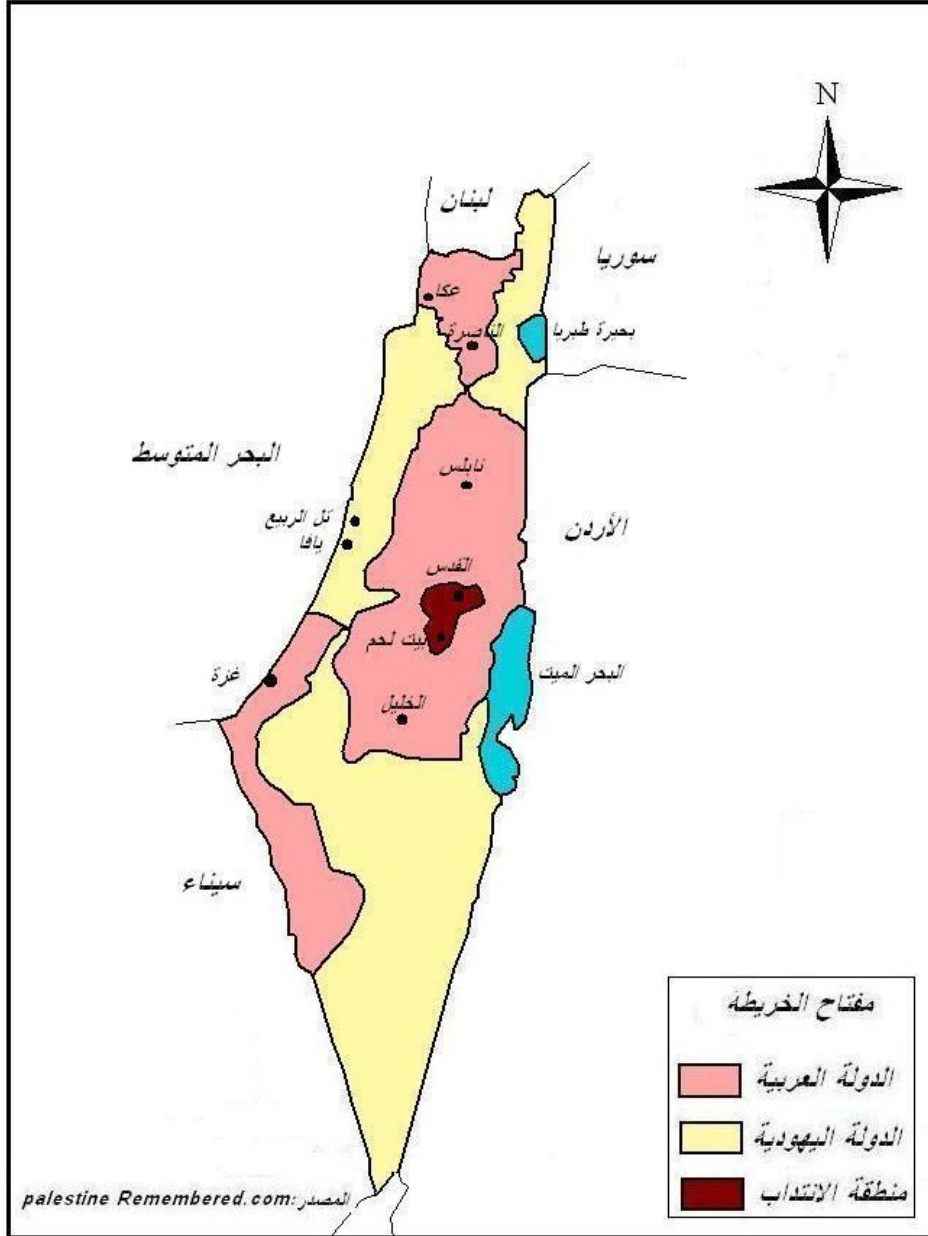 N
لبنان
سوريا
عكا
الناصرة
بحيرة طبريا
البحر المتوسط
نابلس
تل الربيع
يافا
الأردن
القدس
بيت لحم
البحر الميت
غزة
الخليل
سيناء
مفتاح الخريطة
الدولة العربية
الدولة اليهودية
منطقة الانتداب
المصدر:palestine Remembered.com